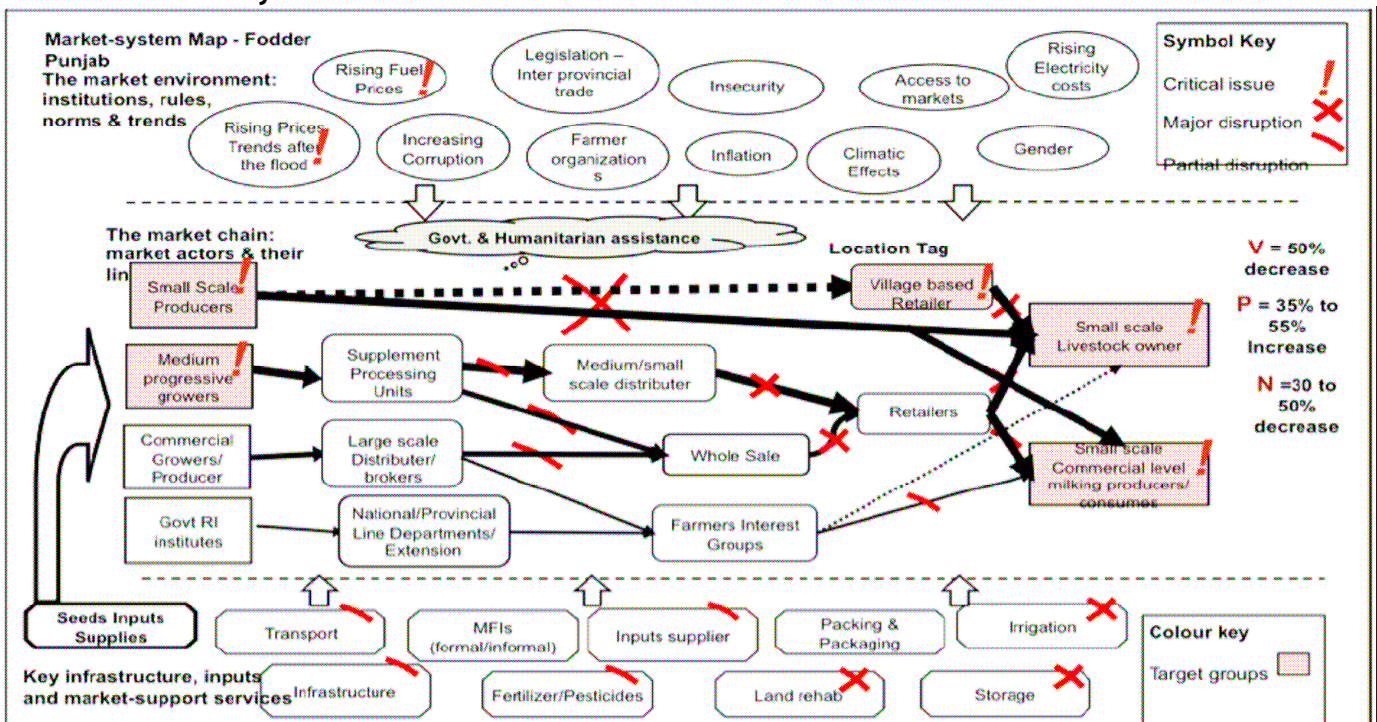 Market-system Map - Fodder
Punjab
The market environment:
institutions, rules,
norms & trends
Rising Fuel
Prices
Legislation –
Inter provincial
trade
Insecurity
Access to
markets
Rising
Electricity
costs
Rising Prices
Trends after
the flood
Increasing
Corruption
Farmer
organization
s
Inflation
Climatic
Effects
Gender
Symbol Key
Critical issue
Major disruption
Partial disruption
The market chain:
market actors & their
lin
Govt. & Humanitarian assistance
Location Tag
Small Scale
Producers
Village based
Retailer
Small scale
Livestock owner
Medium
progressive
growers
Supplement
Processing
Units
Medium/small
scale distributer
Retailers
Commercial
Growers/
Producer
Large scale
Distributer/
brokers
Whole Sale
Small scale
Commercial level
milking producers/
consumes
Govt RI
institutes
National/Provincial
Line Departments/
Extension
Farmers Interest
Groups
V = 50%
decrease
P = 35% to
55%
Increase
N =30 to
50%
decrease
Seeds Inputs
Supplies
Transport
MFIs
(formal/informal)
Inputs supplier
Packing &
Packaging
Irrigation
Key infrastructure, inputs
and market-support services
Infrastructure
Fertilizer/Pesticides
Land rehab
Storage
Colour key
Target groups